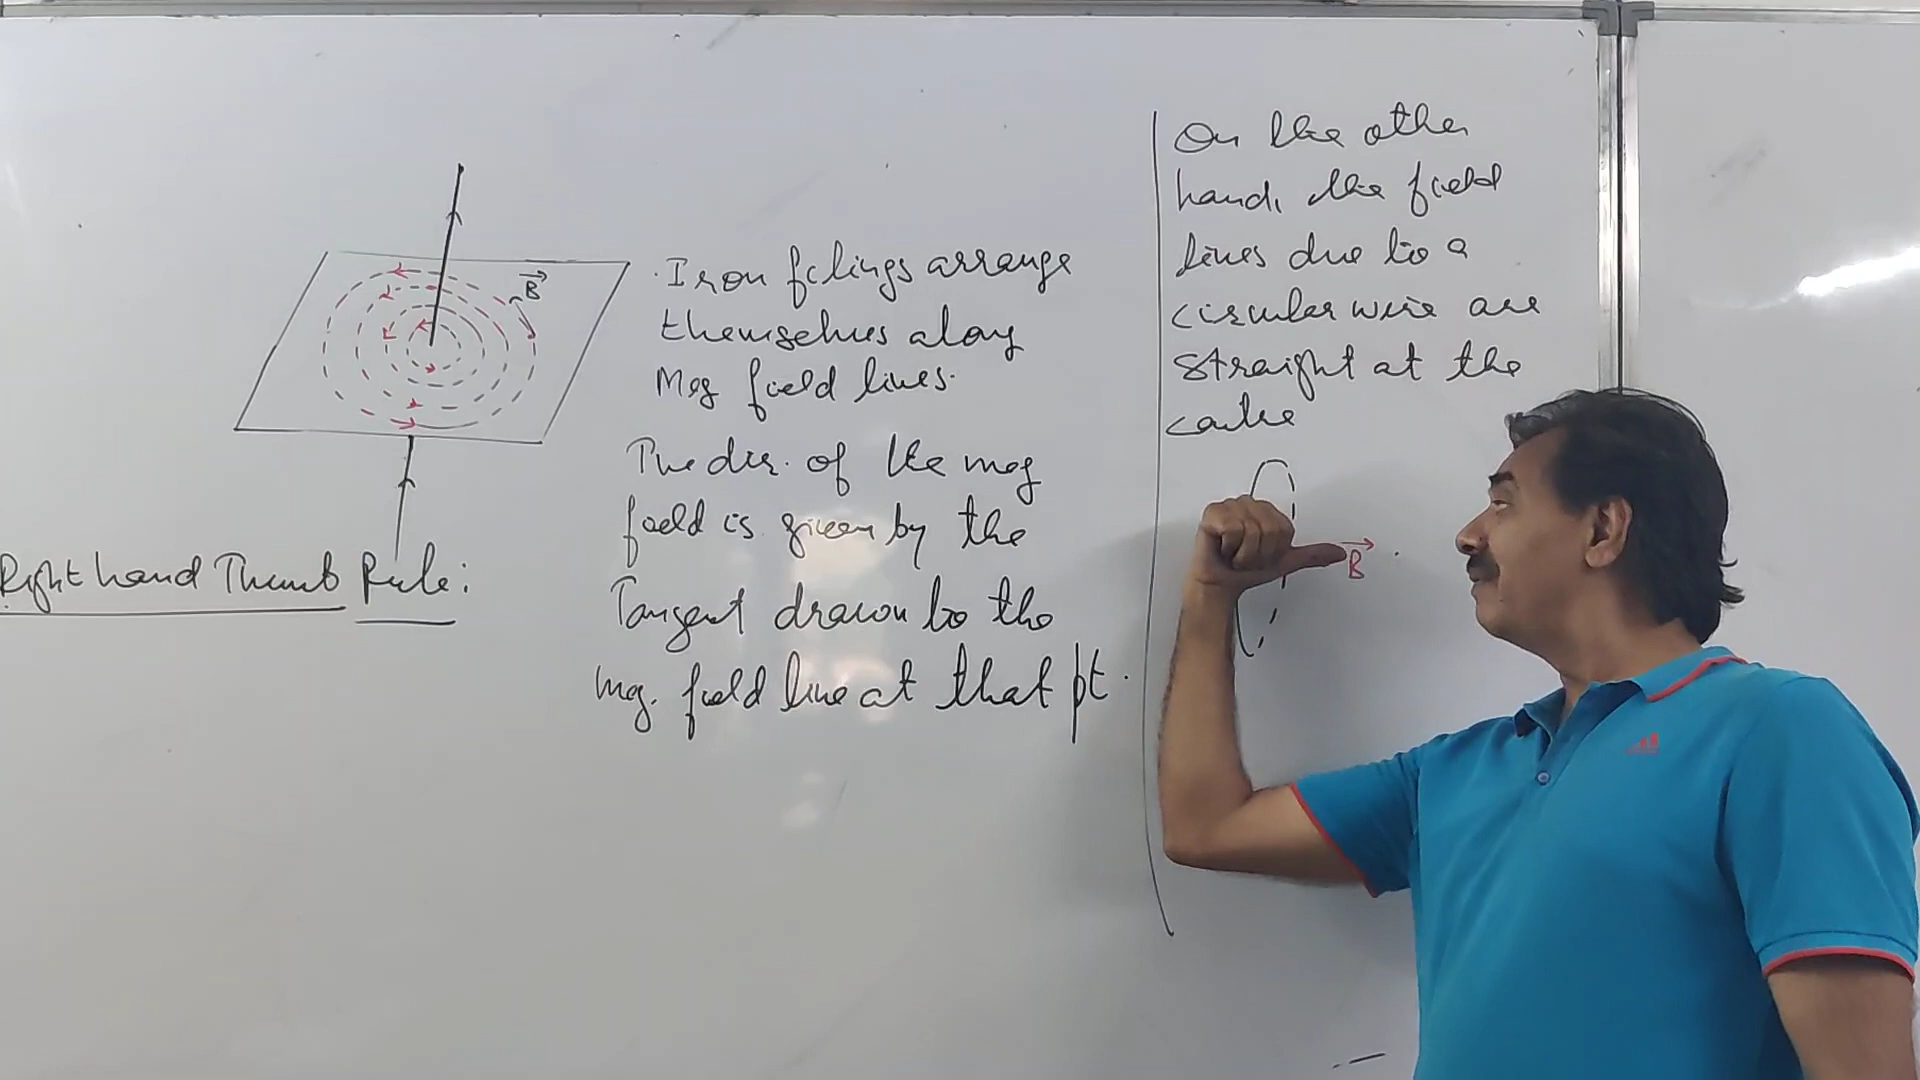 B
Iron filings arrange
themselves along
Mag field lines.
The dir. of the mag
field is given by the
Tangent drawn to the
mag. field line at that pt.
Right hand Thumb Rule:
On the other
hand, the field
lines due to a
circular wire are
straight at the
centre
B